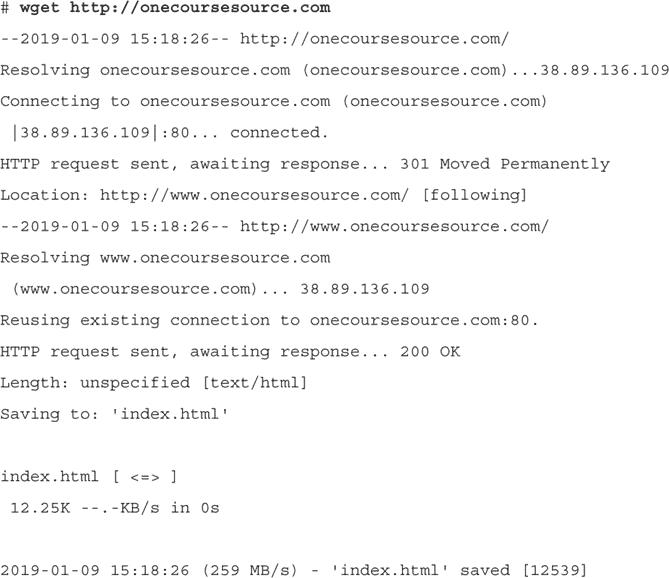 # wget http://onecoursesource.com
--2019-01-09 15:18:26-- http://onecoursesource.com/
Resolving onecoursesource.com (onecoursesource.com)...38.89.136.109
Connecting to onecoursesource.com (onecoursesource.com)
|38.89.136.109|:80... connected.
HTTP request sent, awaiting response... 301 Moved Permanently
Location: http://www.onecoursesource.com/ [following]
--2019-01-09 15:18:26-- http://www.onecoursesource.com/
Resolving www.onecoursesource.com
(www.onecoursesource.com)... 38.89.136.109
Reusing existing connection to onecoursesource.com:80.
HTTP request sent, awaiting response... 200 OK
Length: unspecified [text/html]
Saving to: 'index.html'
index.html [ <=> ]
12.25K --.-KB/s in 0s
2019-01-09 15:18:26 (259 MB/s) - 'index.html' saved [12539]